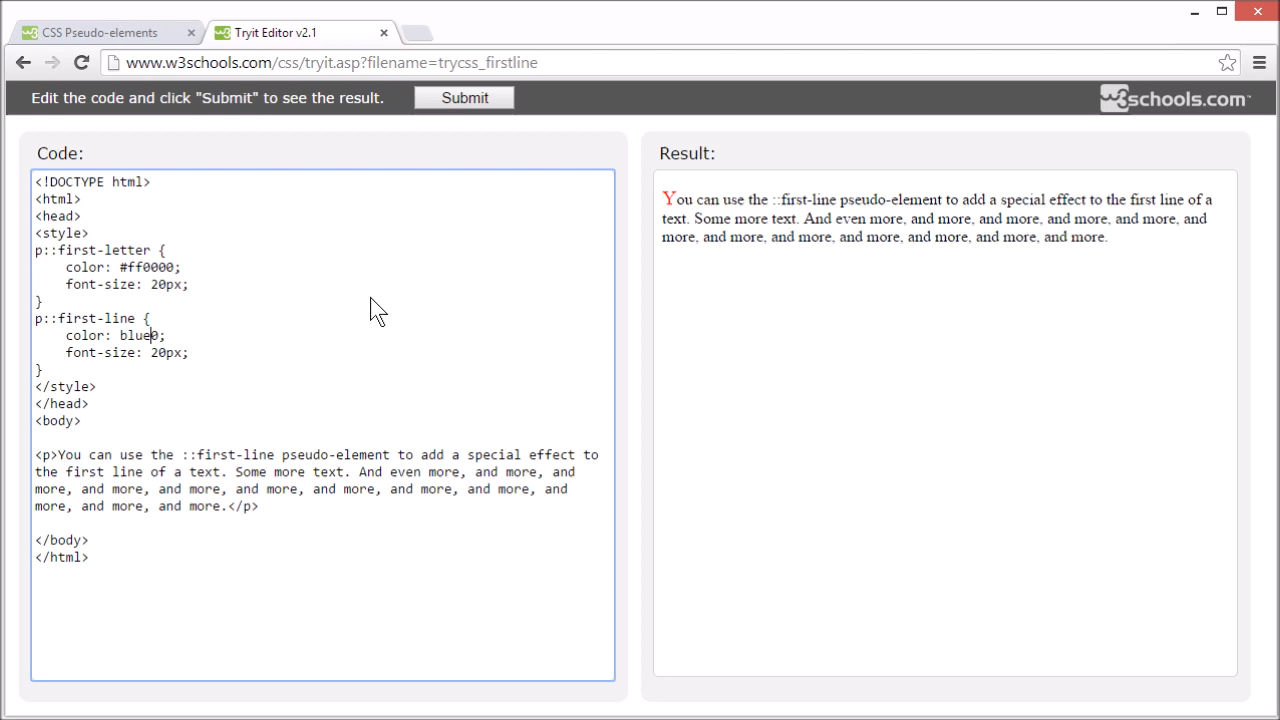 CSS Pseudo-elements
Tryit Editor v2.1
www.w3schools.com/css/tryit.asp?filename=trycss_firstline
Edit the code and click "Submit" to see the result.
Submit
w3schools.com
Code:
<!DOCTYPE html>
<html>
<head>
<style>
p::first-letter {
    color: #ff0000;
    font-size: 20px;
}
p::first-line {
    color: blue0;
    font-size: 20px;
}
</style>
</head>
<body>
<p>You can use the ::first-line pseudo-element to add a special effect to
the first line of a text. Some more text. And even more, and more, and
more, and more, and more, and more, and more, and more, and more, and
more, and more, and more.</p>
</body>
</html>
Result:
You can use the ::first-line pseudo-element to add a special effect to the first line of a
text. Some more text. And even more, and more, and more, and more, and more, and
more, and more, and more, and more, and more, and more, and more.